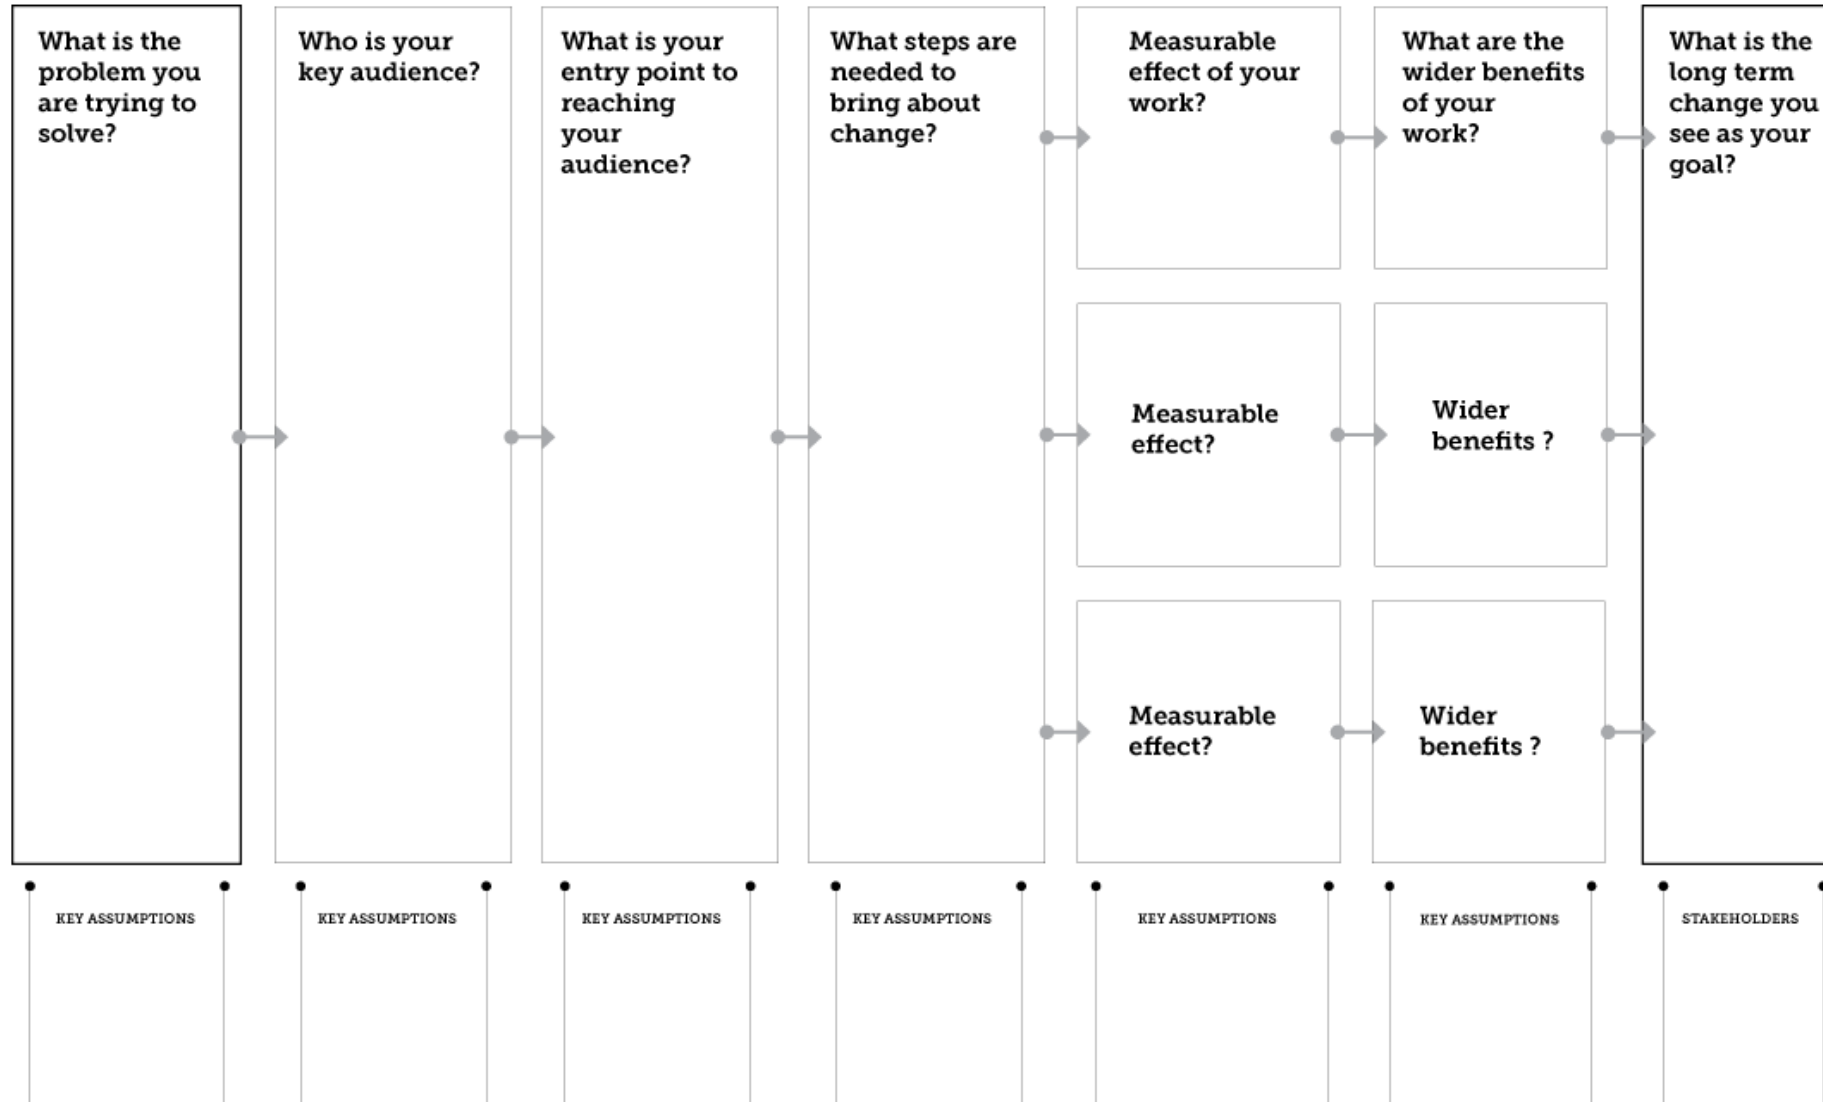 What is the
problem you
are trying to
solve?
Who is your
key audience?
What is your
entry point to
reaching
your
audience?
What steps are
needed to
bring about
change?
Measurable
effect of your
work?
What are the
wider benefits
of your
work?
What is the
long term
change you
see as your
goal?
Measurable
effect?
Wider
benefits ?
Measurable
effect?
Wider
benefits ?
KEY ASSUMPTIONS
KEY ASSUMPTIONS
KEY ASSUMPTIONS
KEY ASSUMPTIONS
KEY ASSUMPTIONS
KEY ASSUMPTIONS
STAKEHOLDERS